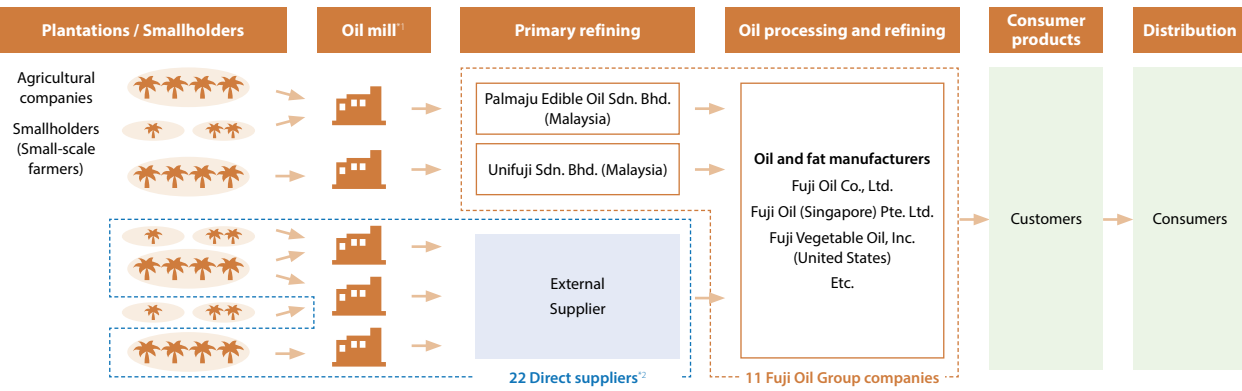 Plantations / Smallholders
Oil mill*1
Primary refining
Oil processing and refining
Consumer
products
Distribution
Agricultural
companies
Smallholders
(Small-scale
farmers)
Palmaju Edible Oil Sdn. Bhd.
(Malaysia)
Unifuji Sdn. Bhd. (Malaysia)
External
Supplier
22 Direct suppliers*2
Oil and fat manufacturers
Fuji Oil Co., Ltd.
Fuji Oil (Singapore) Pte. Ltd.
Fuji Vegetable Oil, Inc.
(United States)
Etc.
11 Fuji Oil Group companies
Customers
Consumers